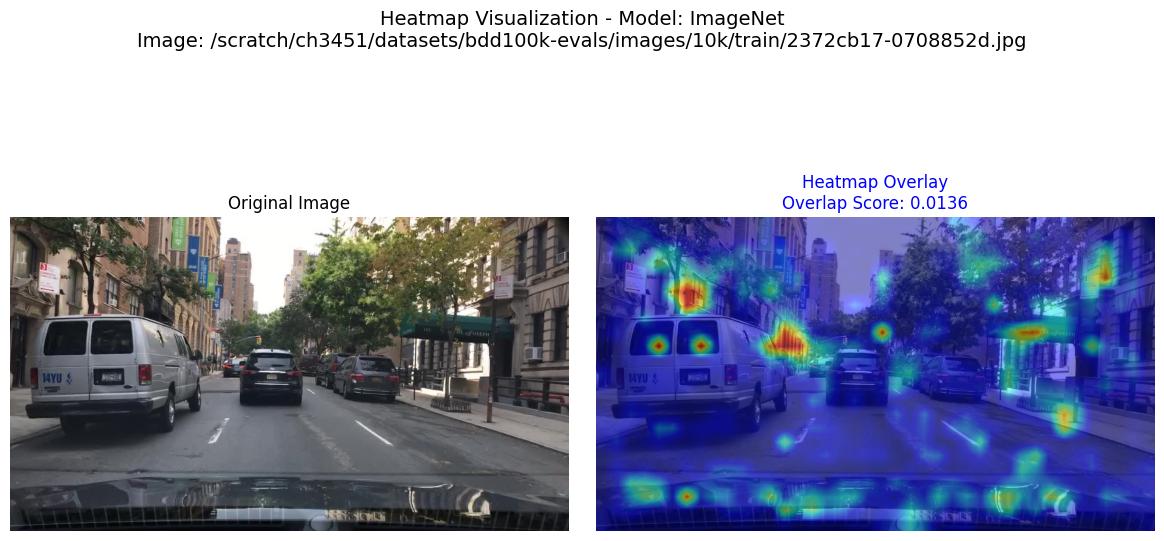 Heatmap Visualization - Model: ImageNet
Image: /scratch/ch3451/datasets/bdd100k-evals/images/10k/train/2372cb17-0708852d.jpg
Original Image
Heatmap Overlay
Overlap Score: 0.0136
14YU
14YU